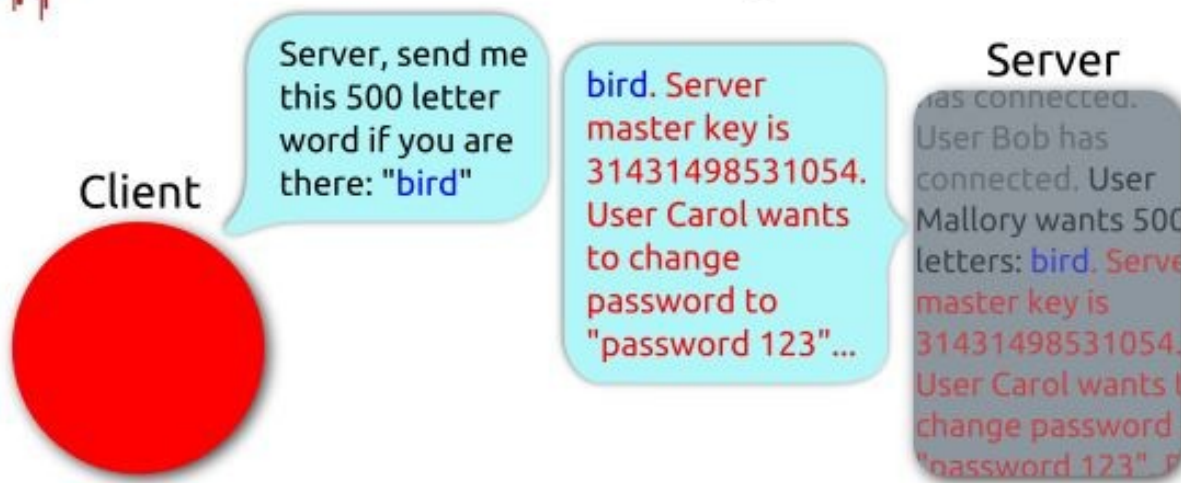 Client
Server, send me
this 500 letter
word if you are
there: "bird"
bird. Server
master key is
31431498531054.
User Carol wants
to change
password to
"password 123"...
Server
has connected.
User Bob has
connected. User
Mallory wants 500
letters: bird. Serve
master key is
31431498531054.
User Carol wants t
change password
"password 123".